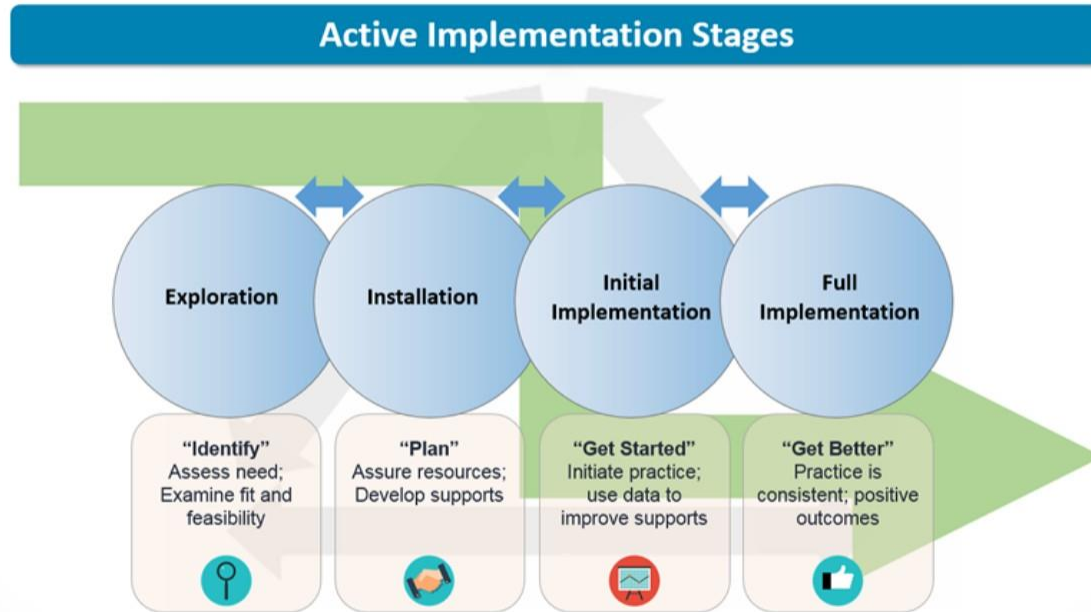 Active Implementation Stages
Exploration
Installation
Initial
Implementation
Full
Implementation
“Identify”
Assess need;
Examine fit and
feasibility
“Plan”
Assure resources;
Develop supports
“Get Started”
Initiate practice;
use data to
improve supports
“Get Better”
Practice is
consistent; positive
outcomes